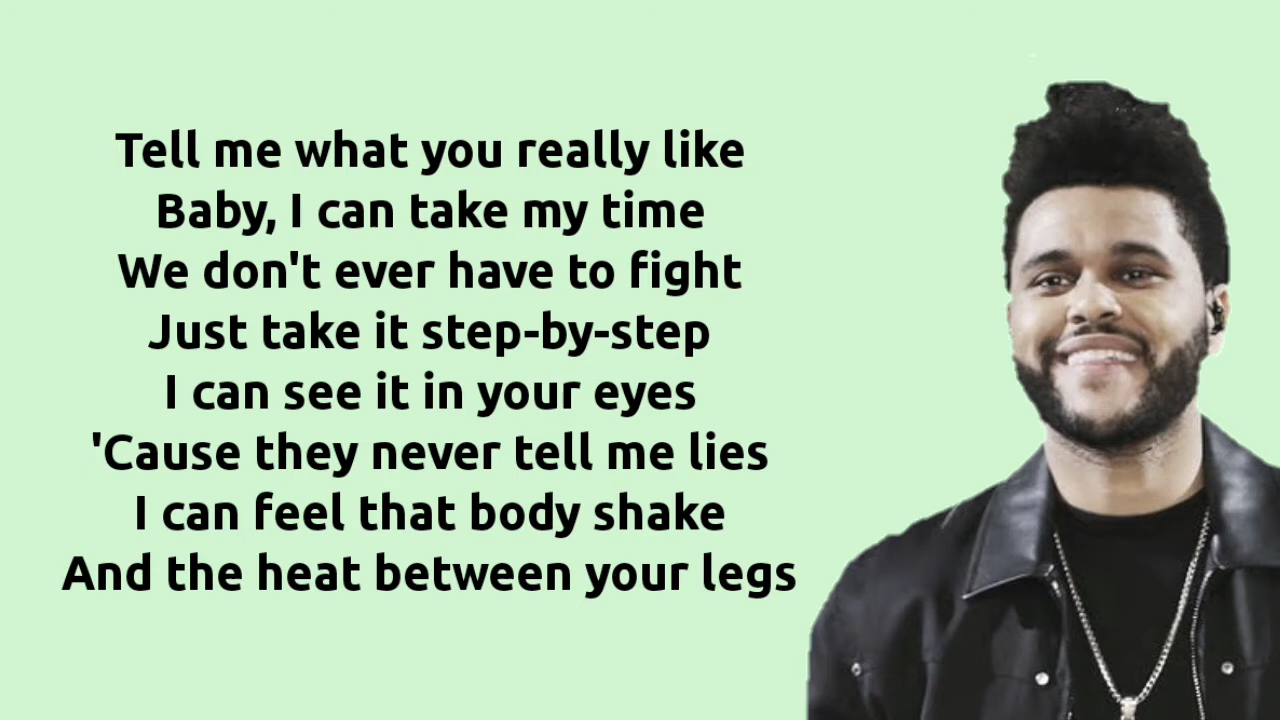 Tell me what you really like
Baby, I can take my time
We don't ever have to fight
Just take it step-by-step
I can see it in your eyes
'Cause they never tell me lies
I can feel that body shake
And the heat between your legs